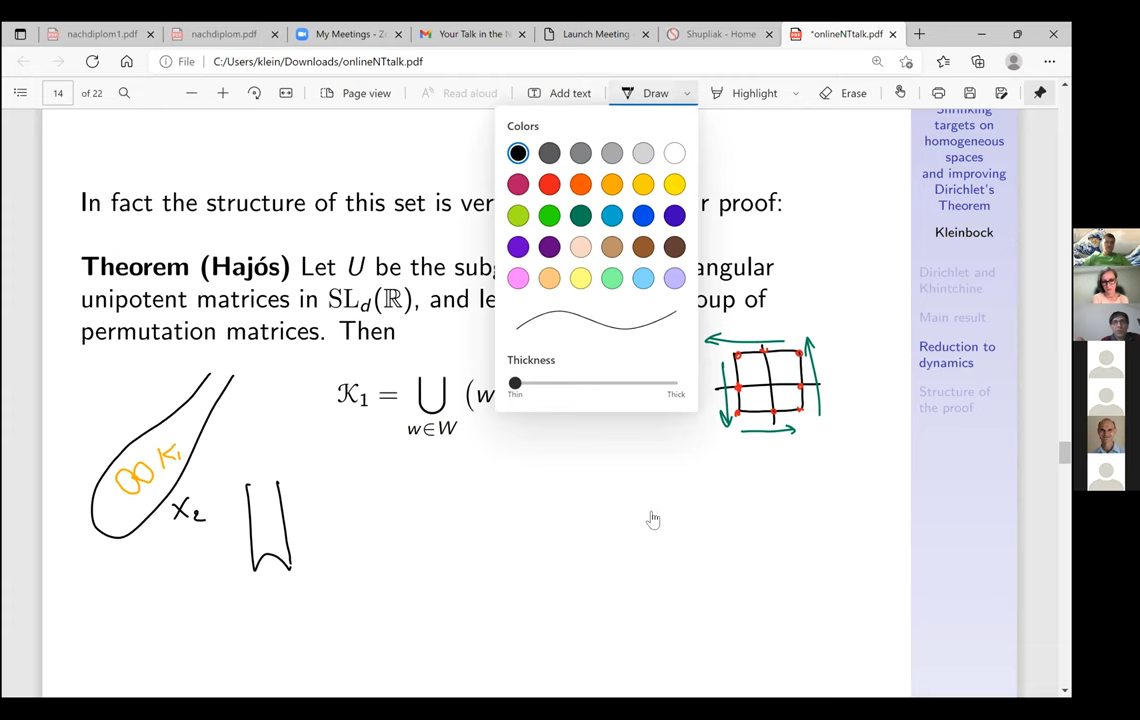 nachdiplom1.pdf
nachdiplom.pdf
My Meetings - Z
Your Talk in the N
Launch Meeting
Shupliak - Home
*onlineNTtalk.pdf
File
C:/Users/klein/Downloads/onlineNTtalk.pdf
14 of 22
Page view
Read aloud
Add text
Draw
Highlight
Erase
Colors
Thickness
Thin
Thick
Shrinking
targets on
homogeneous
spaces
and improving
Dirichlet's
Theorem
Kleinbock
Dirichlet and
Khintchine
Main result
Reduction to
dynamics
Structure of
the proof
In fact the structure of this set is ver r proof:
Theorem (Hajós) Let U be the sub angular
unipotent matrices in SL_d(ℝ), and le oup of
permutation matrices. Then
𝒦₁ = ⋃ (w
w∈W
K₁
X₂